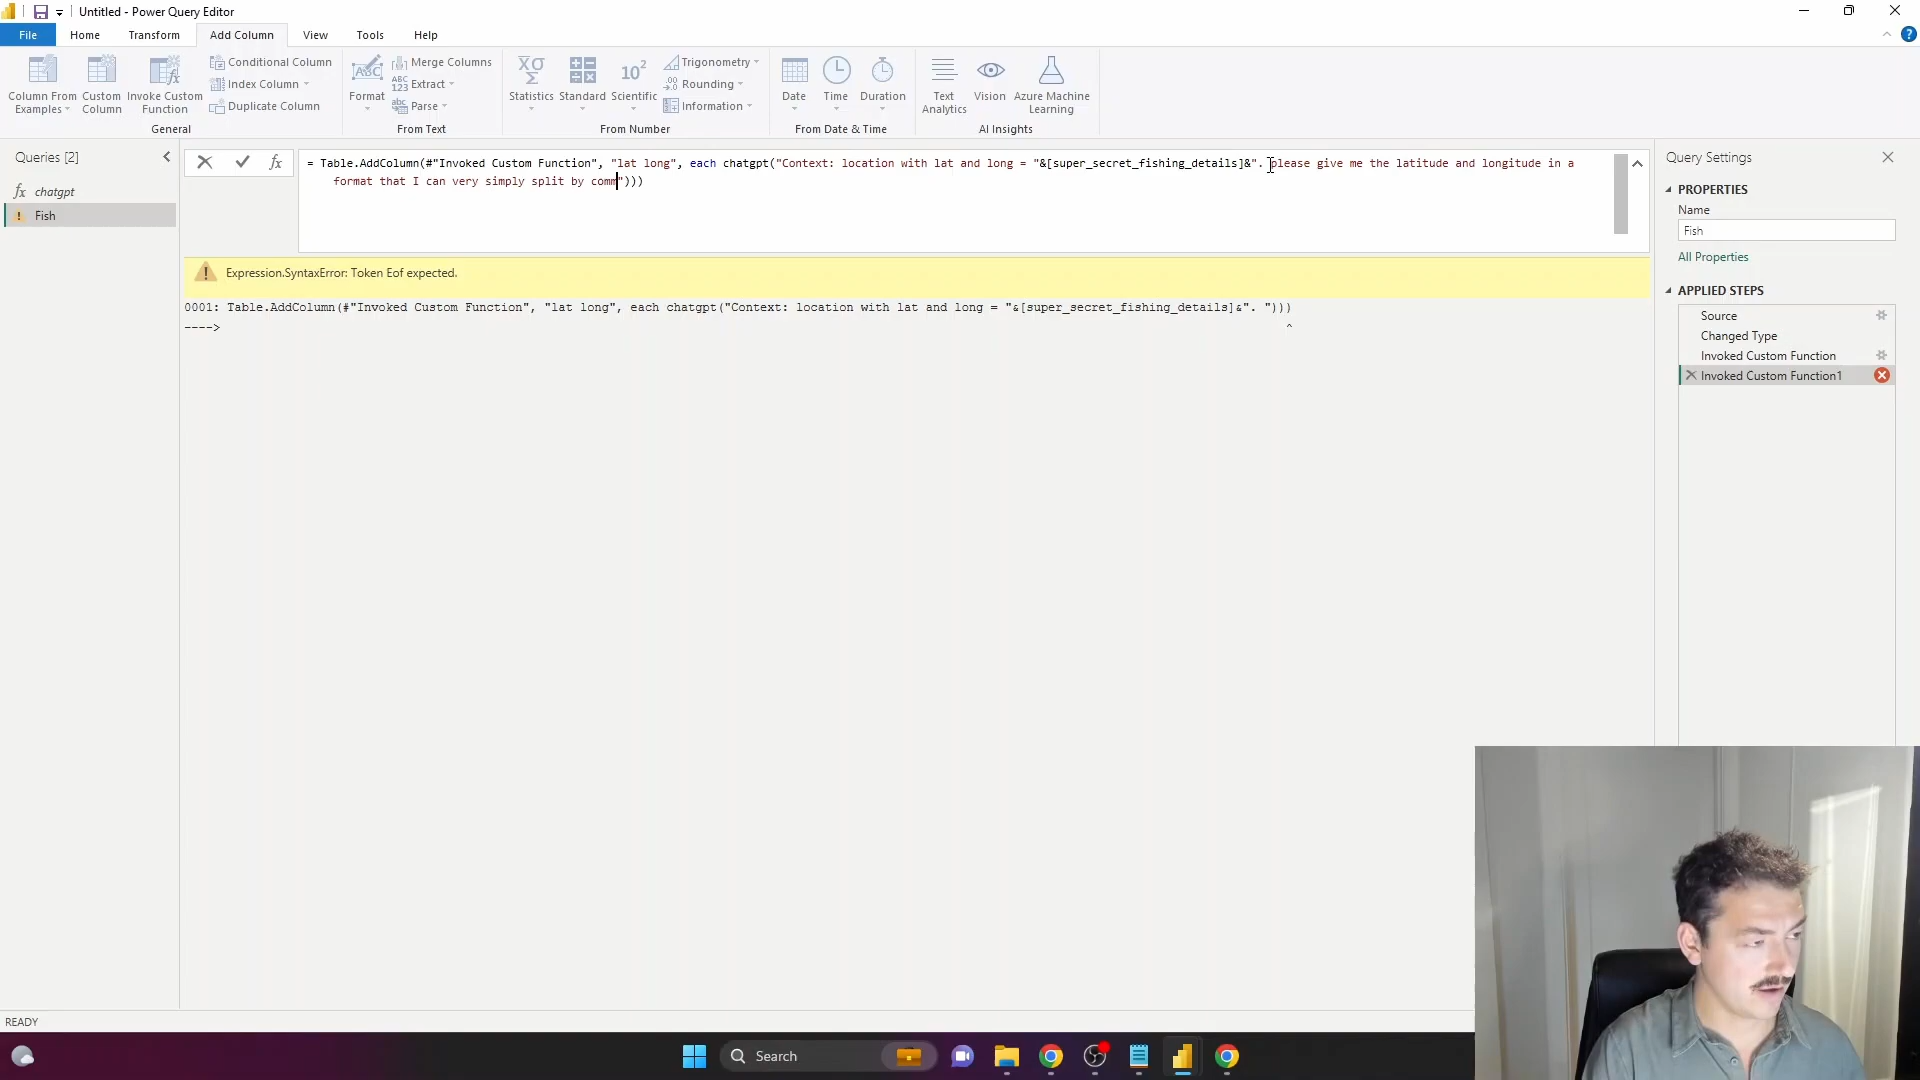 Untitled - Power Query Editor
File Home Transform Add Column View Tools Help
Column From Examples
Custom Column
Invoke Custom Function
Conditional Column
Index Column
Duplicate Column
General
Format
Merge Columns
Extract
Parse
From Text
Statistics
Standard
Scientific
Trigonometry
Rounding
Information
From Number
Date
Time
Duration
From Date & Time
Text Analytics
Vision
Azure Machine Learning
AI Insights
Queries [2]
fx chatgpt
Fish
= Table.AddColumn(#"Invoked Custom Function", "lat long", each chatgpt("Context: location with lat and long = "&[super_secret_fishing_details]&". please give me the latitude and longitude in a
format that I can very simply split by comm")))
Expression.SyntaxError: Token Eof expected.
0001: Table.AddColumn(#"Invoked Custom Function", "lat long", each chatgpt("Context: location with lat and long = "&[super_secret_fishing_details]&". ")))
---->
^
Query Settings
PROPERTIES
Name
Fish
All Properties
APPLIED STEPS
Source
Changed Type
Invoked Custom Function
Invoked Custom Function1
READY
Search